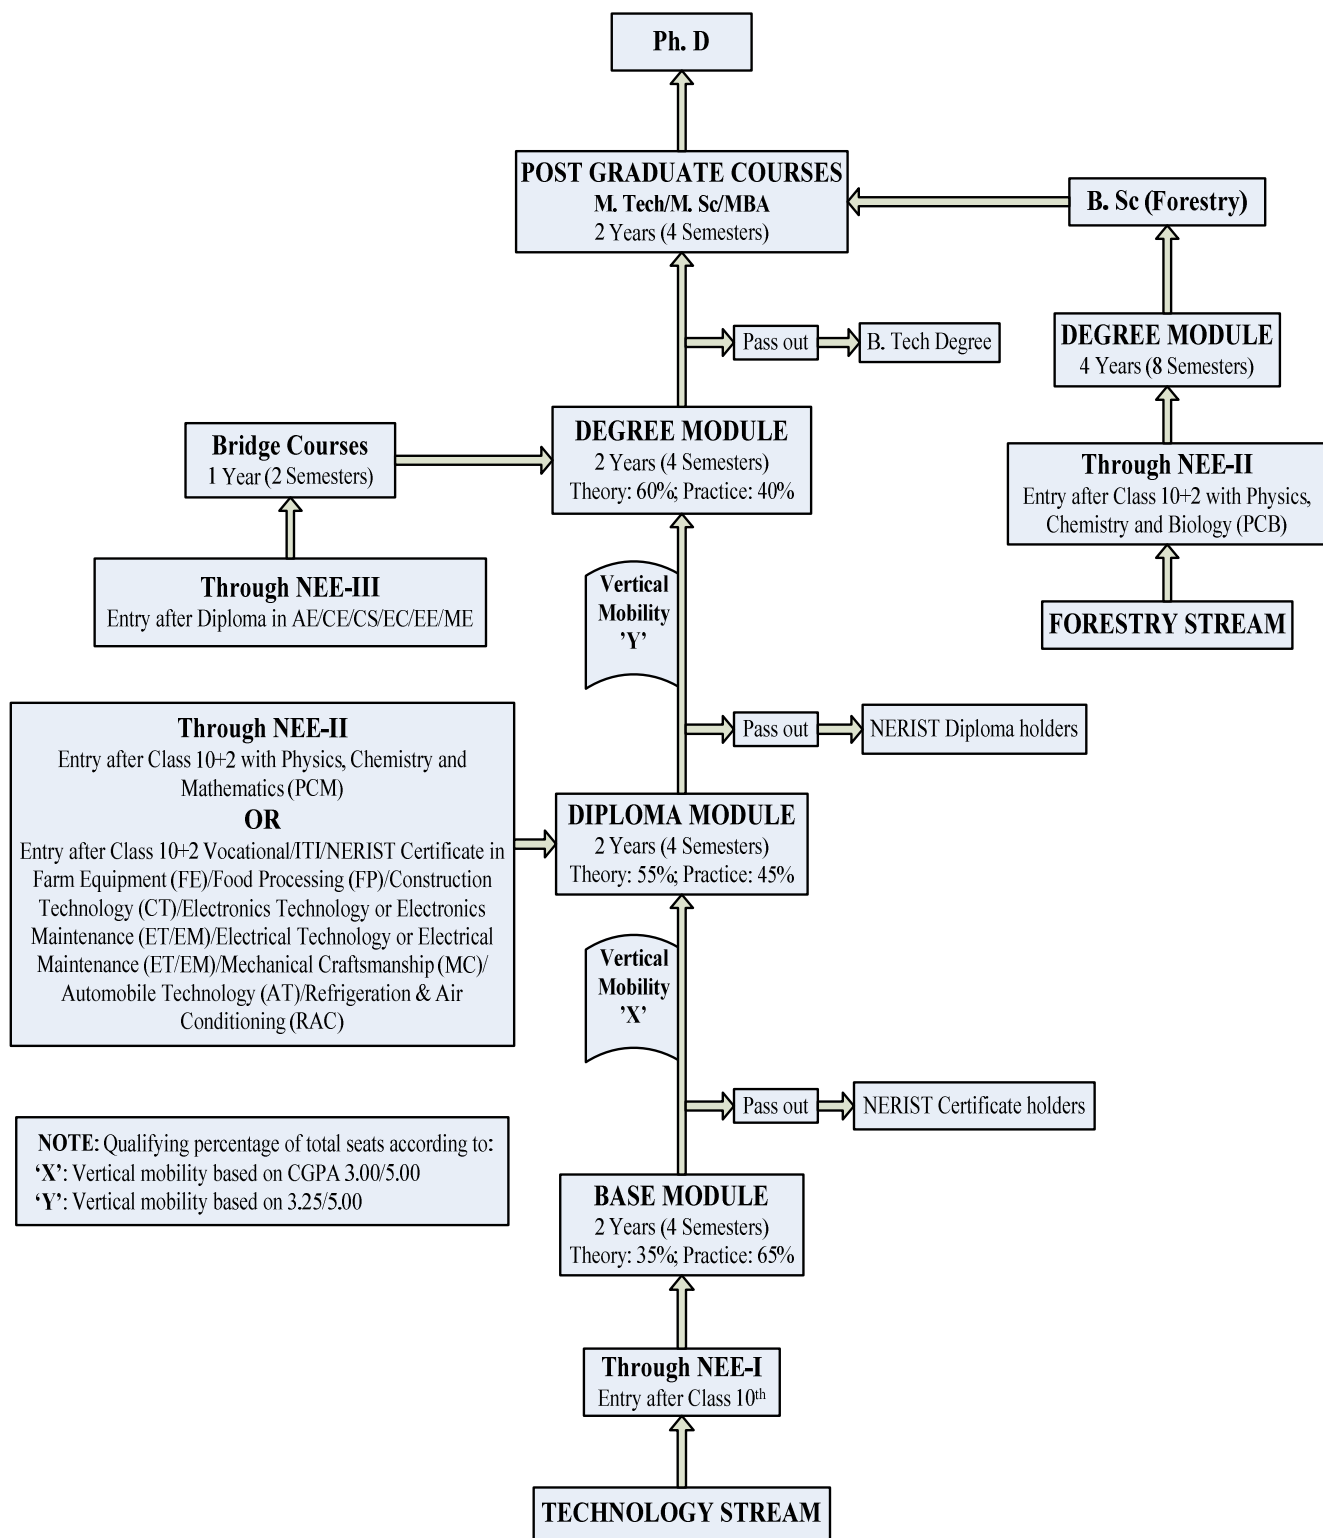 Ph. D
POST GRADUATE COURSES
M. Tech/M. Sc/MBA
2 Years (4 Semesters)
B. Sc (Forestry)
Pass out
B. Tech Degree
DEGREE MODULE
4 Years (8 Semesters)
Bridge Courses
1 Year (2 Semesters)
DEGREE MODULE
2 Years (4 Semesters)
Theory: 60%; Practice: 40%
Through NEE-II
Entry after Class 10+2 with Physics,
Chemistry and Biology (PCB)
Through NEE-III
Entry after Diploma in AE/CE/CS/EC/EE/ME
Vertical
Mobility
’Y’
FORESTRY STREAM
Through NEE-II
Entry after Class 10+2 with Physics, Chemistry and
Mathematics (PCM)
OR
Entry after Class 10+2 Vocational/ITI/NERIST Certificate in
Farm Equipment (FE)/Food Processing (FP)/Construction
Technology (CT)/Electronics Technology or Electronics
Maintenance (ET/EM)/Electrical Technology or Electrical
Maintenance (ET/EM)/Mechanical Craftsmanship (MC)/
Automobile Technology (AT)/Refrigeration & Air
Conditioning (RAC)
Pass out
NERIST Diploma holders
DIPLOMA MODULE
2 Years (4 Semesters)
Theory: 55%; Practice: 45%
Vertical
Mobility
’X’
Pass out
NERIST Certificate holders
NOTE: Qualifying percentage of total seats according to:
‘X’: Vertical mobility based on CGPA 3.00/5.00
‘Y’: Vertical mobility based on 3.25/5.00
BASE MODULE
2 Years (4 Semesters)
Theory: 35%; Practice: 65%
Through NEE-I
Entry after Class 10th
TECHNOLOGY STREAM